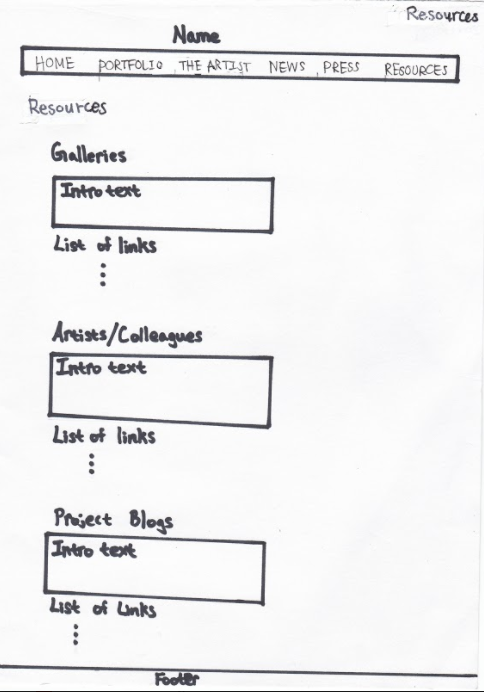 Resources
Name
HOME PORTFOLIO THE ARTIST NEWS PRESS RESOURCES
Resources
Galleries
Intro text
List of links
Artists/Colleagues
Intro text
List of links
Project Blogs
Intro text
List of Links
Footer